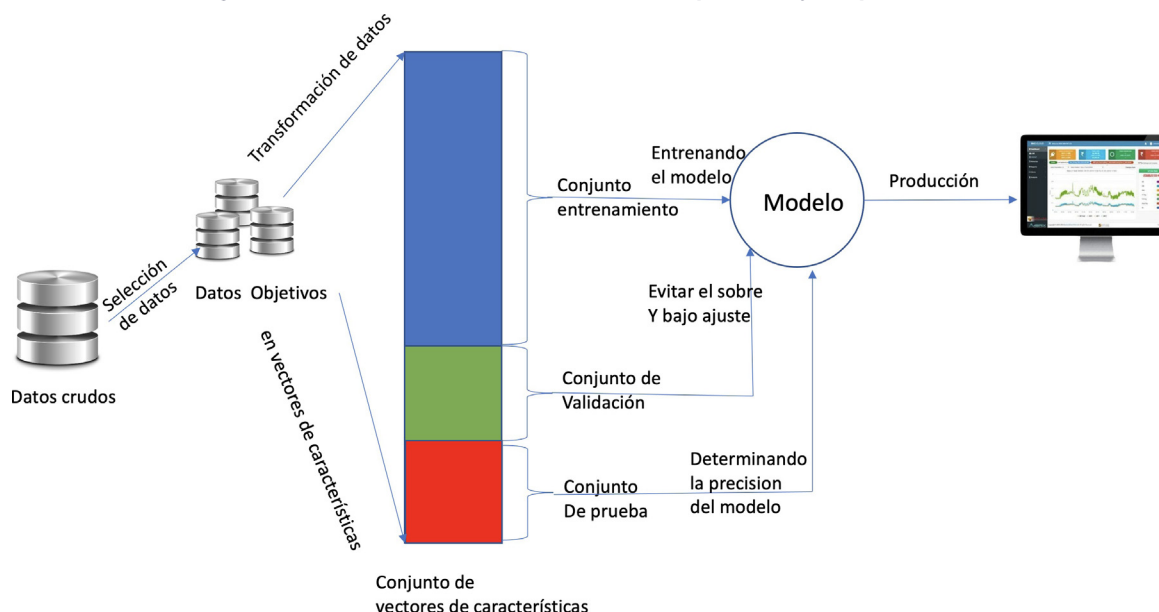 Transformación de datos
Entrenando
el modelo
Conjunto
entrenamiento
Modelo
Producción
Selección
de datos
Datos Objetivos
Evitar el sobre
Y bajo ajuste
en vectores de características
Datos crudos
Conjunto de
Validación
Determinando
la precision
del modelo
Conjunto
De prueba
Conjunto de
vectores de características